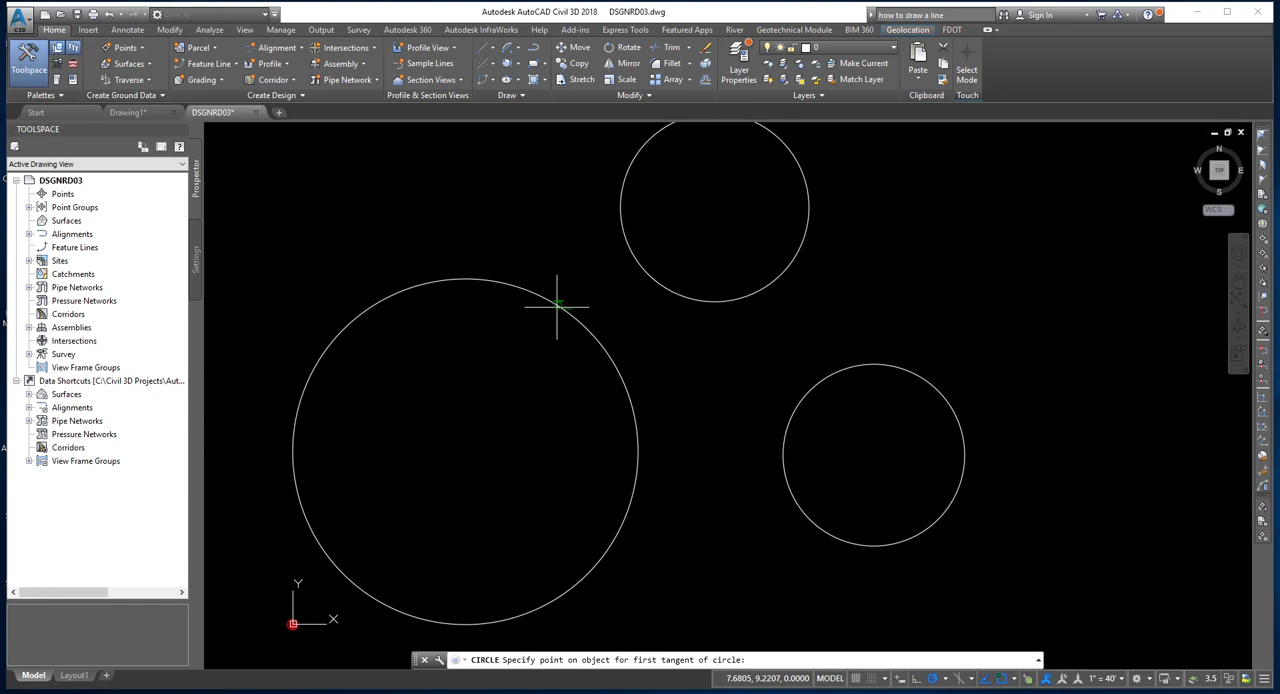 Autodesk AutoCAD Civil 3D 2018 DSGNRD03.dwg how to draw a line Sign In
C3D Home Insert Annotate Modify Analyze View Manage Output Survey Autodesk 360 Autodesk InfraWorks Help Add-ins Express Tools Featured Apps River Geotechnical Module BIM 360 Geolocation FDOT
Points Parcel Alignment Intersections Profile View Move Rotate Trim 0
Toolspace Surfaces Feature Line Profile Assembly Sample Lines Copy Mirror Fillet Layer Properties Make Current Paste Select Mode
Traverse Grading Corridor Pipe Network Section Views Stretch Scale Array Match Layer
Palettes Create Ground Data Create Design Profile & Section Views Draw Modify Layers Clipboard Touch
Start Drawing1* DSGNRD03*
TOOLSPACE
Active Drawing View
Prospector
Settings
DSGNRD03
Points
Point Groups
Surfaces
Alignments
Feature Lines
Sites
Catchments
Pipe Networks
Pressure Networks
Corridors
Assemblies
Intersections
Survey
View Frame Groups
Data Shortcuts [C:\Civil 3D Projects\Aut...
Surfaces
Alignments
Pipe Networks
Pressure Networks
Corridors
View Frame Groups
N
W TOP E
S
WCS
Y
X
CIRCLE Specify point on object for first tangent of circle:
Model Layout1 + 7.6805, 9.2207, 0.0000 MODEL 1" = 40' 3.5